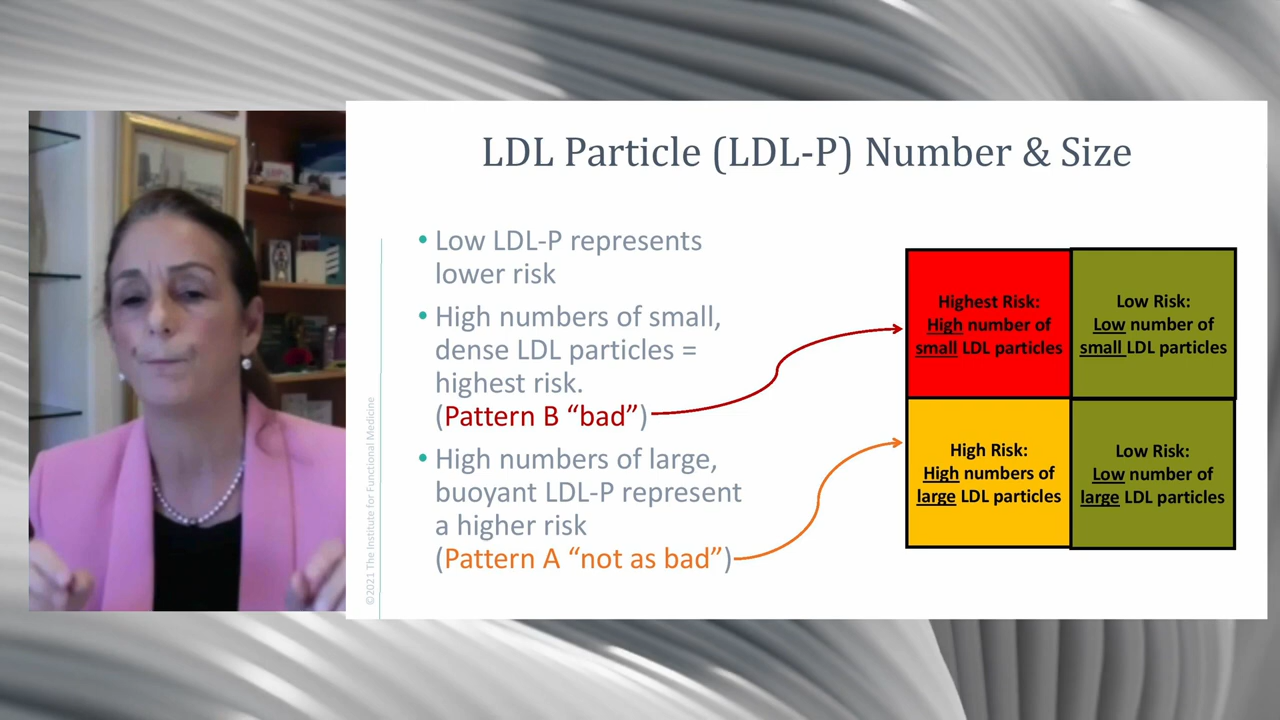 LDL Particle (LDL-P) Number & Size
• Low LDL-P represents
lower risk
• High numbers of small,
dense LDL particles =
highest risk.
(Pattern B “bad”)
• High numbers of large,
buoyant LDL-P represent
a higher risk
(Pattern A “not as bad”)
Highest Risk:
High number of
small LDL particles
Low Risk:
Low number of
small LDL particles
High Risk:
High numbers of
large LDL particles
Low Risk:
Low number of
large LDL particles
©2021 The Institute for Functional Medicine